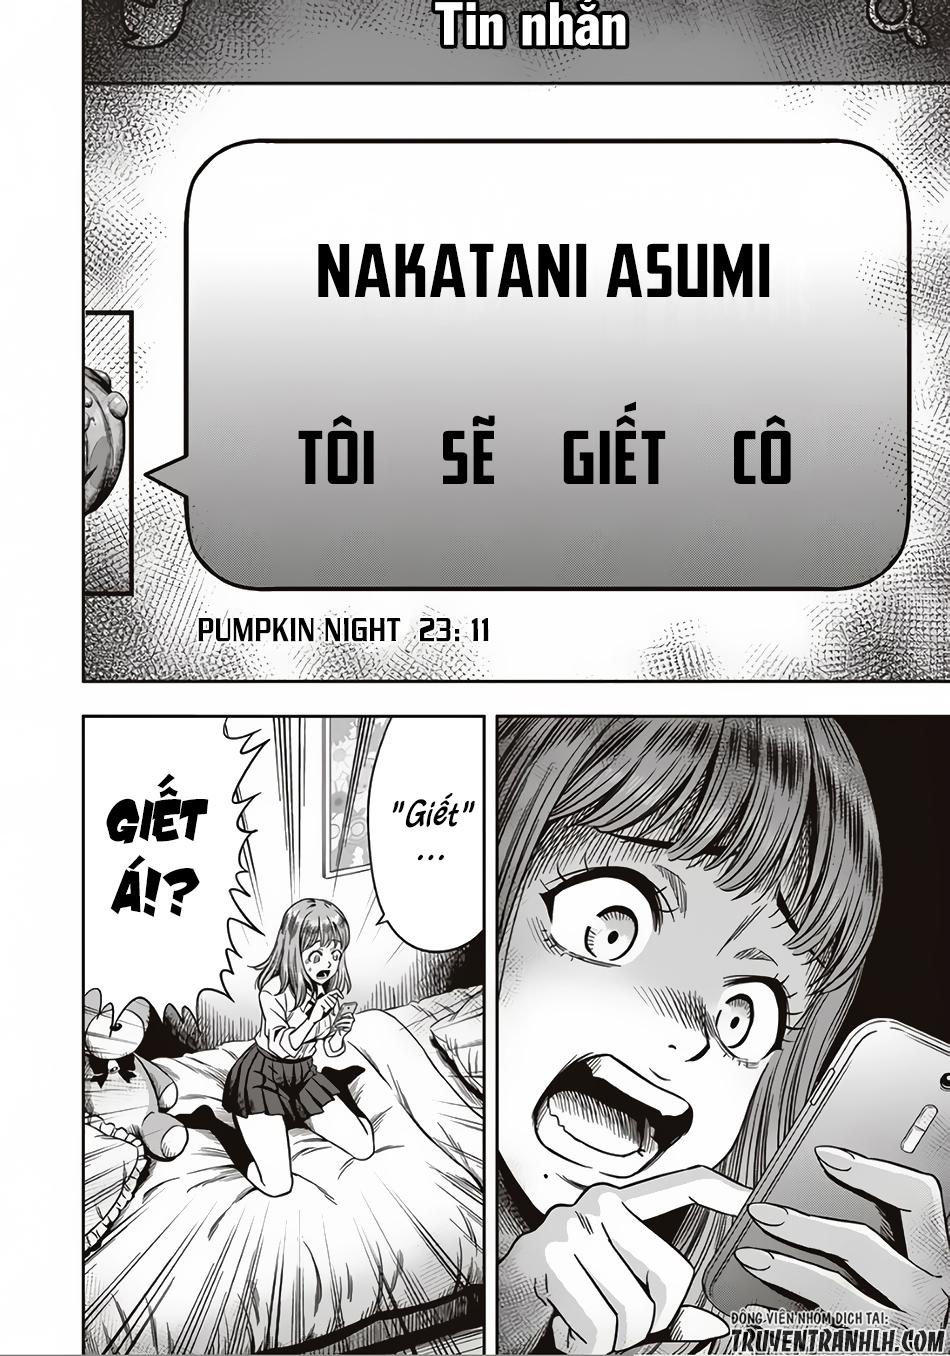 Tin nhắn
NAKATANI ASUMI
TÔI SẼ GIẾT CÔ
PUMPKIN NIGHT 23: 11
"Giết"
...
GIẾT
Á!?
ĐỘNG VIÊN NHÓM DỊCH TẠI:
TRUYENTRANHLH.COM